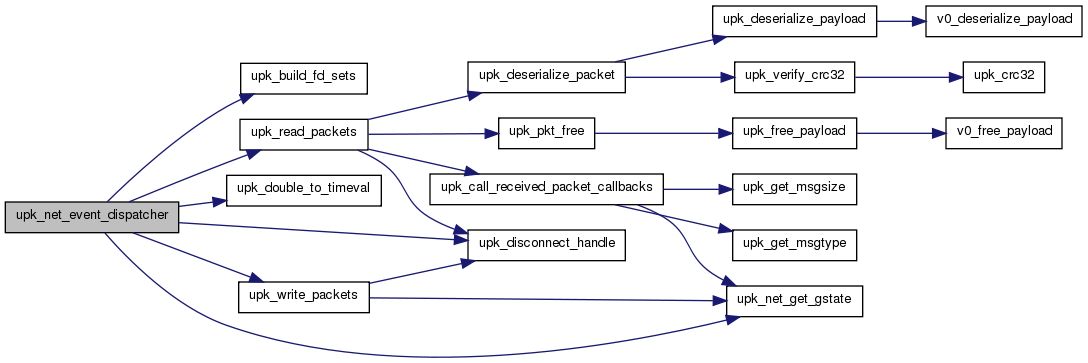 upk_deserialize_payload
v0_deserialize_payload
upk_build_fd_sets
upk_deserialize_packet
upk_verify_crc32
upk_crc32
upk_read_packets
upk_pkt_free
upk_free_payload
v0_free_payload
upk_double_to_timeval
upk_call_received_packet_callbacks
upk_get_msgsize
upk_net_event_dispatcher
upk_disconnect_handle
upk_get_msgtype
upk_write_packets
upk_net_get_gstate